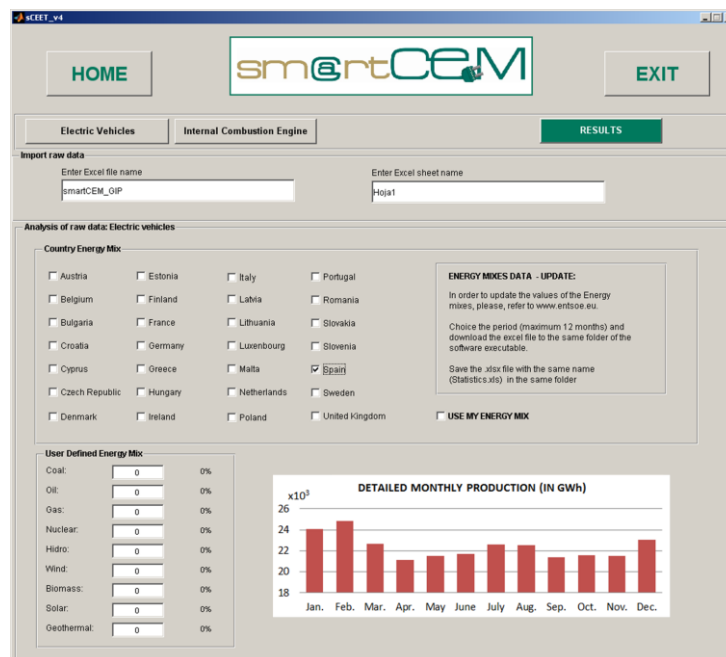 sCEET_v4
HOME
sm@rtCEM
EXIT
Electric Vehicles
Internal Combustion Engine
RESULTS
Import raw data
Enter Excel file name
Enter Excel sheet name
smartCEM_GIP
Hoja1
Analysis of raw data: Electric vehicles
Country Energy Mix
Austria
Estonia
Italy
Portugal
Belgium
Finland
Latvia
Romania
Bulgaria
France
Lithuania
Slovakia
Croatia
Germany
Luxenbourg
Slovenia
Cyprus
Greece
Malta
Spain
Czech Republic
Hungary
Netherlands
Sweden
Denmark
Ireland
Poland
United Kingdom
ENERGY MIXES DATA - UPDATE:
In order to update the values of the Energy
mixes, please, refer to www.entsoe.eu.
Choice the period (maximum 12 months) and
download the excel file to the same folder of the
software executable.
Save the .xlsx file with the same name
(Statistics.xls) in the same folder
USE MY ENERGY MIX
User Defined Energy Mix
Coal: 0 0%
Oil: 0 0%
Gas: 0 0%
Nuclear: 0 0%
Hidro: 0 0%
Wind: 0 0%
Biomass: 0 0%
Solar: 0 0%
Geothermal: 0 0%
DETAILED MONTHLY PRODUCTION (IN GWh)
x10³
26
24
22
20
18
Jan. Feb. Mar. Apr. May June July Aug. Sep. Oct. Nov. Dec.